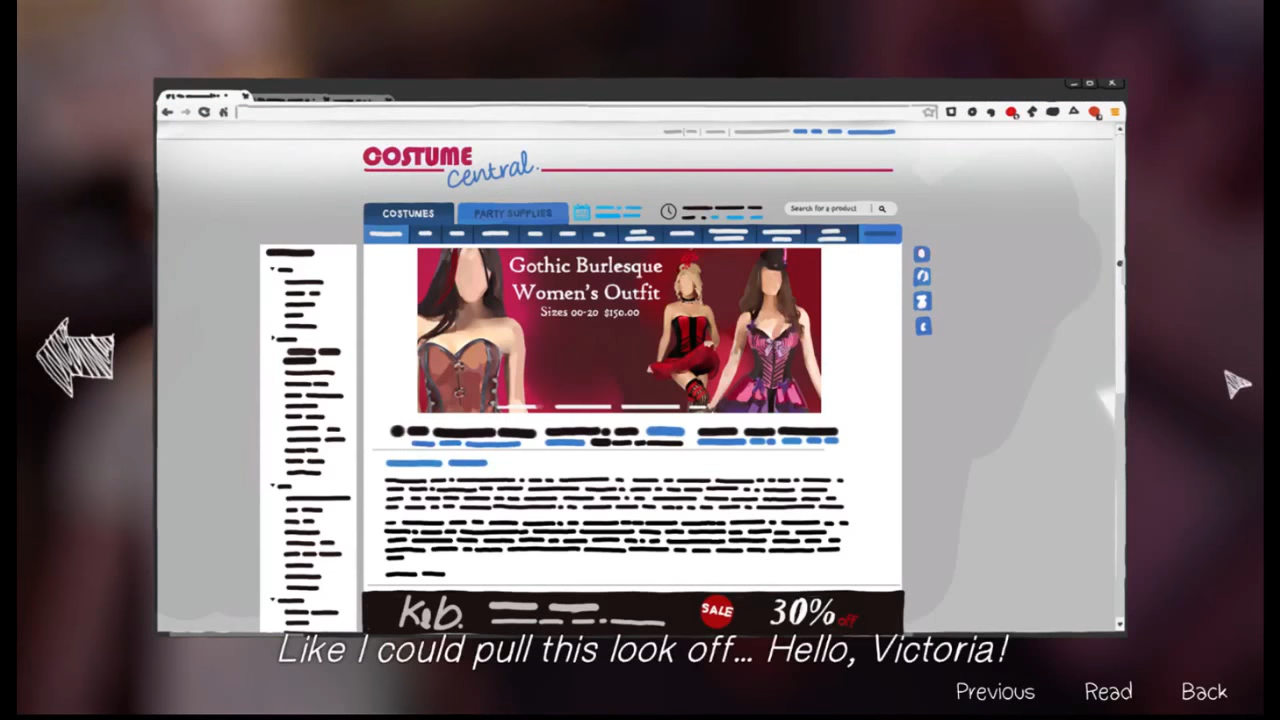 COSTUME
central.
COSTUMES
PARTY SUPPLIES
Search for a product
Gothic Burlesque
Women's Outfit
Sizes 00-20 $150.00
K&b.
SALE
30% off
Like I could pull this look off... Hello, Victoria!
Previous
Read
Back